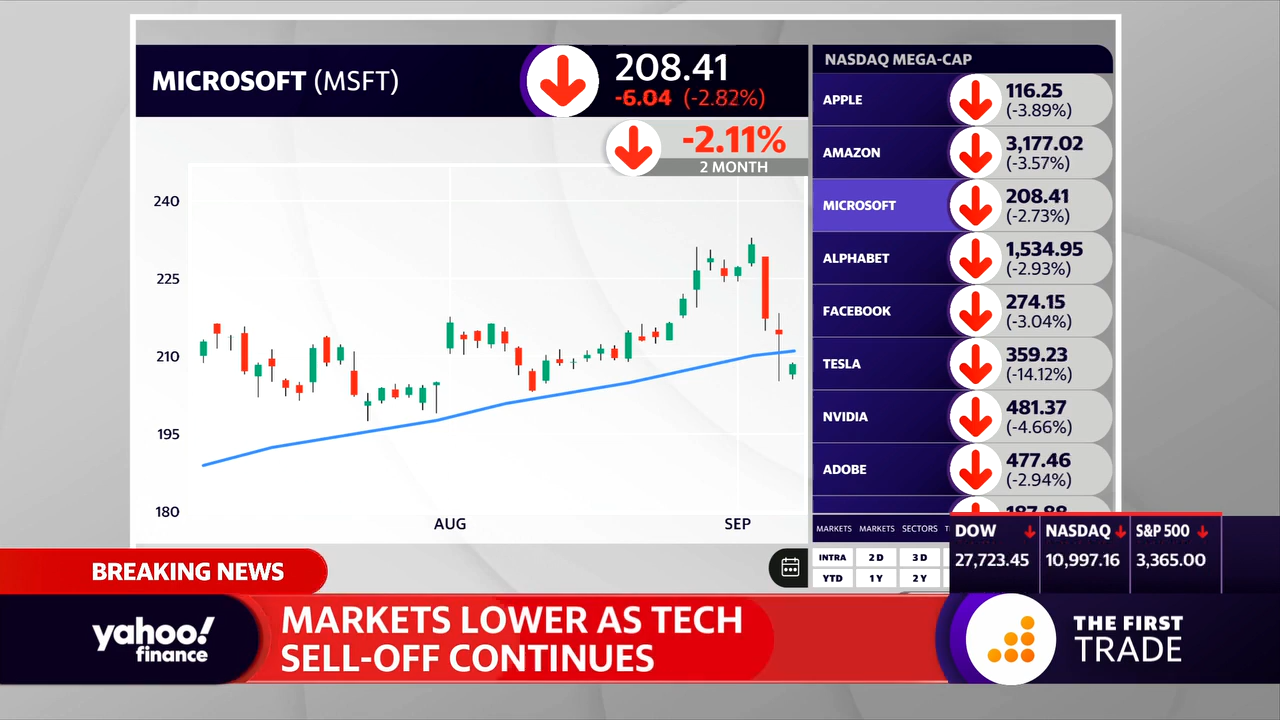 MICROSOFT (MSFT)
208.41
-6.04 (-2.82%)
-2.11%
2 MONTH
240
225
210
195
180
AUG
SEP
NASDAQ MEGA-CAP
APPLE
116.25
(-3.89%)
AMAZON
3,177.02
(-3.57%)
MICROSOFT
208.41
(-2.73%)
ALPHABET
1,534.95
(-2.93%)
FACEBOOK
274.15
(-3.04%)
TESLA
359.23
(-14.12%)
NVIDIA
481.37
(-4.66%)
ADOBE
477.46
(-2.94%)
MARKETS MARKETS SECTORS
INTRA 2 D 3 D
YTD 1 Y 2 Y
DOW NASDAQ S&P 500
27,723.45 10,997.16 3,365.00
BREAKING NEWS
yahoo!
finance
MARKETS LOWER AS TECH
SELL-OFF CONTINUES
THE FIRST
TRADE